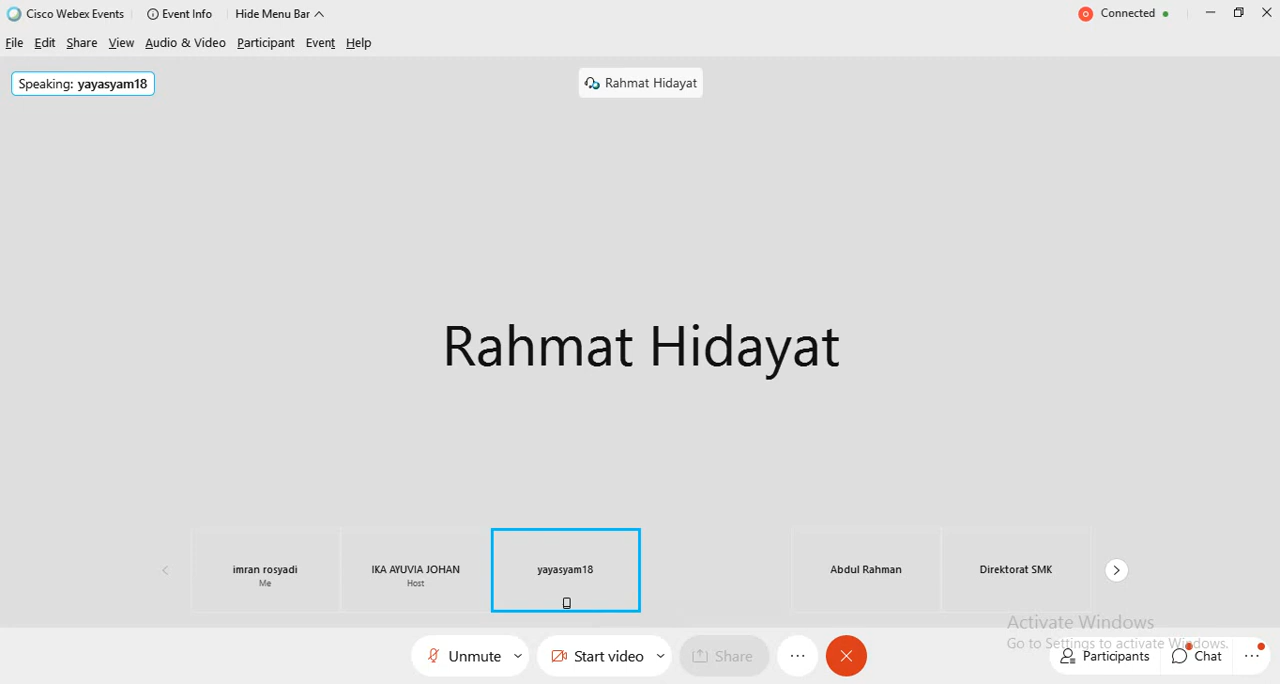 Cisco Webex Events Event Info Hide Menu Bar Connected
File Edit Share View Audio & Video Participant Event Help
Speaking: yayasyam18 Rahmat Hidayat
Rahmat Hidayat
imran rosyadi IKA AYUVIA JOHAN yayasyam18 Abdul Rahman Direktorat SMK
Me Host
Activate Windows
Go to Settings to activate Windows.
Unmute Start video Share Participants Chat